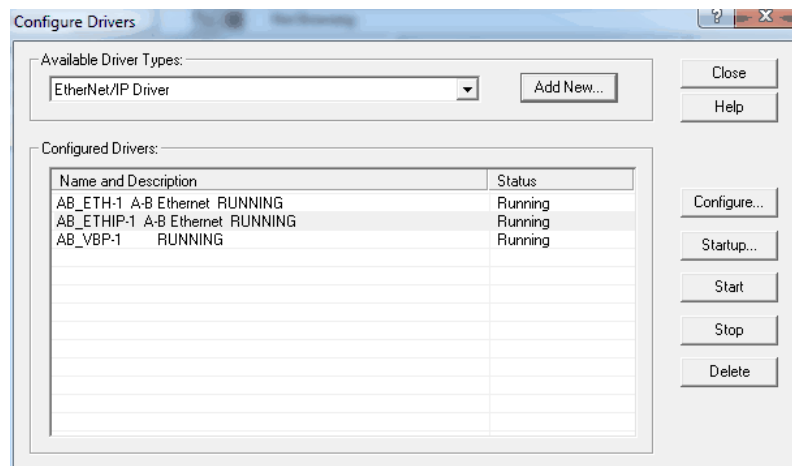 Configure Drivers
Available Driver Types:
EtherNet/IP Driver
Add New...
Close
Help
Configured Drivers:
Name and Description Status
AB_ETH-1 A-B Ethernet RUNNING Running
AB_ETHIP-1 A-B Ethernet RUNNING Running
AB_VBP-1 RUNNING Running
Configure...
Startup...
Start
Stop
Delete